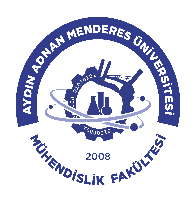 AYDIN ADNAN MENDERES ÜNİVERSİTESİ
2008
MÜHENDİSLİK FAKÜLTESİ